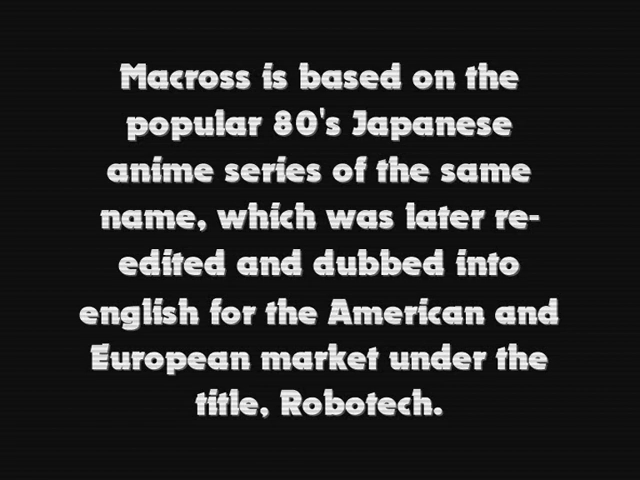 Macross is based on the
popular 80's Japanese
anime series of the same
name, which was later re-
edited and dubbed into
english for the American and
European market under the
title, Robotech.